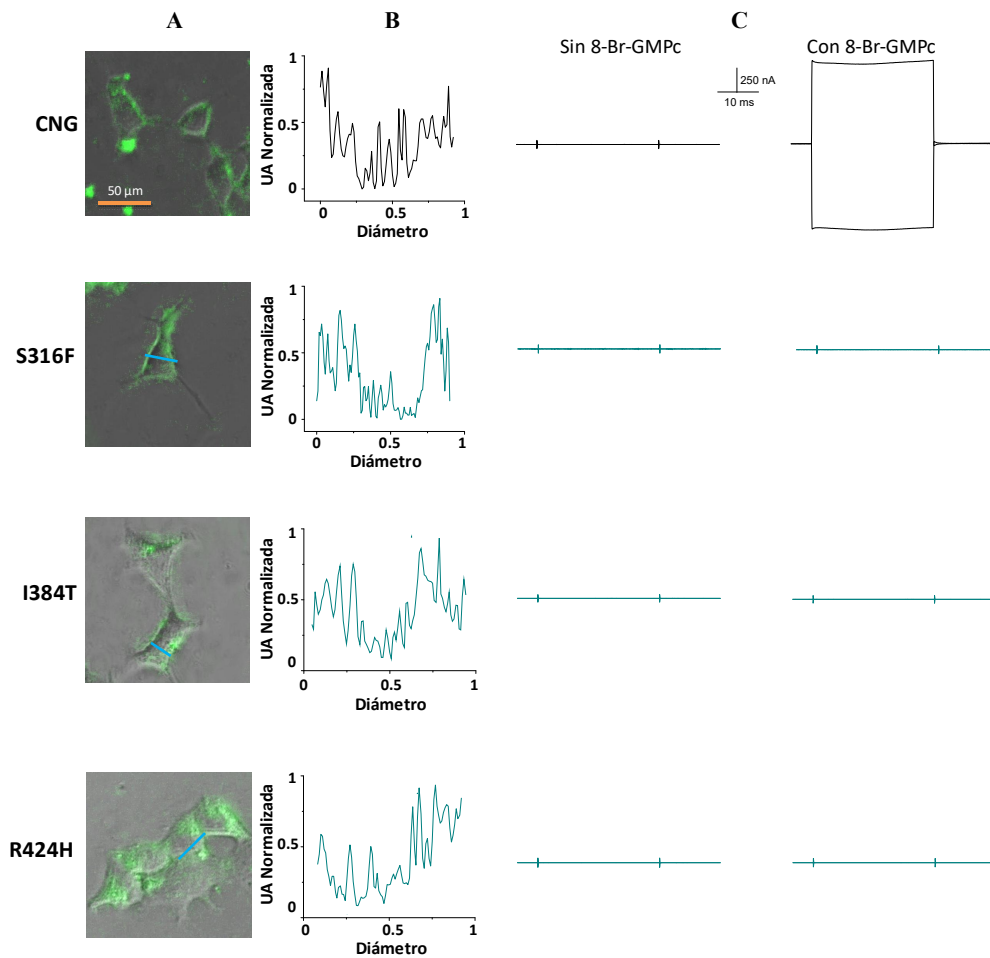 A B C
Sin 8-Br-GMPc
Con 8-Br-GMPc
250 nA
10 ms
CNG
50 µm
UA Normalizada
1
0.5
0
0 0.5 1
Diámetro
S316F
UA Normalizada
1
0.5
0
0 0.5 1
Diámetro
I384T
UA Normalizada
1
0.5
0
0 0.5 1
Diámetro
R424H
UA Normalizada
1
0.5
0
0 0.5 1
Diámetro